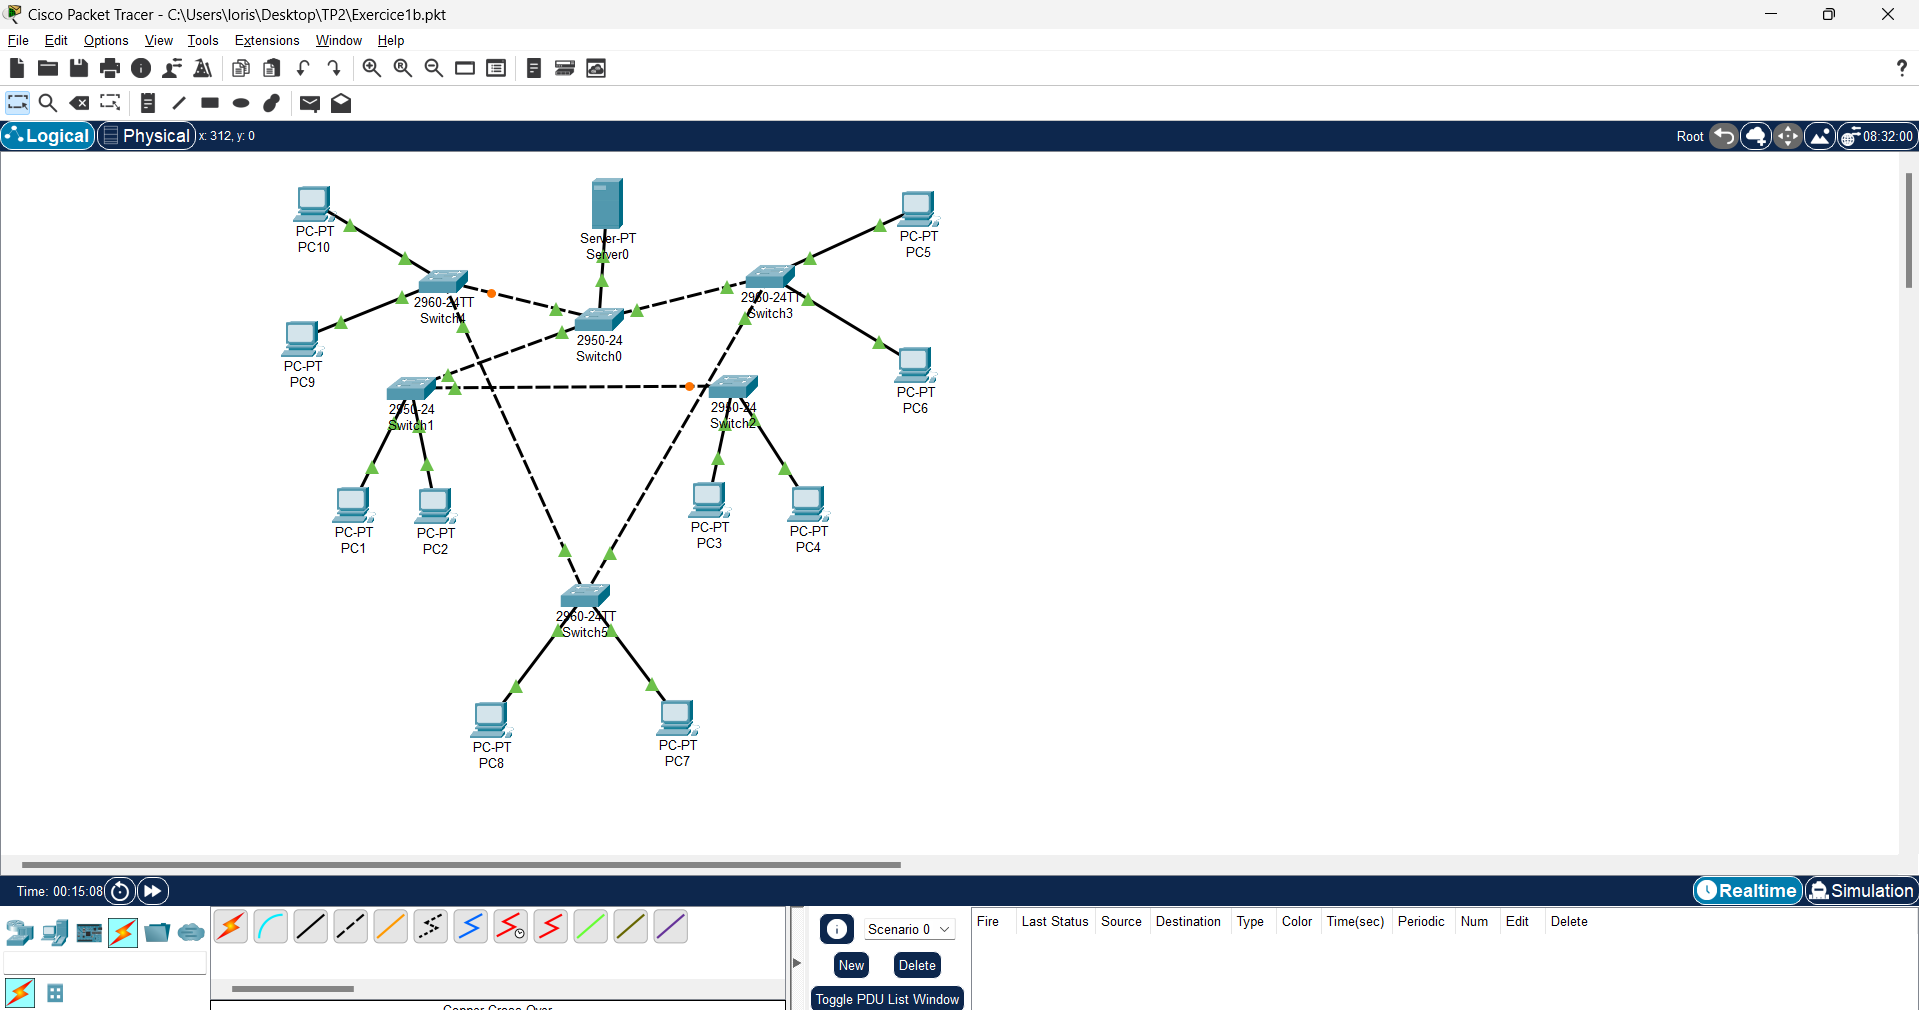 Cisco Packet Tracer - C:\Users\loris\Desktop\TP2\Exercice1b.pkt
File Edit Options View Tools Extensions Window Help
Logical Physical x: 312, y: 0 Root 08:32:00
PC-PT
PC10
Server-PT
Server0
PC-PT
PC5
2960-24TT
Switch4
2960-24TT
Switch3
2950-24
Switch0
PC-PT
PC9
PC-PT
PC6
2950-24
Switch1
2950-24
Switch2
PC-PT
PC1
PC-PT
PC2
PC-PT
PC3
PC-PT
PC4
2960-24TT
Switch5
PC-PT
PC8
PC-PT
PC7
Time: 00:15:08 Realtime Simulation
Scenario 0
New Delete
Toggle PDU List Window
Fire Last Status Source Destination Type Color Time(sec) Periodic Num Edit Delete
Copper Cross-Over